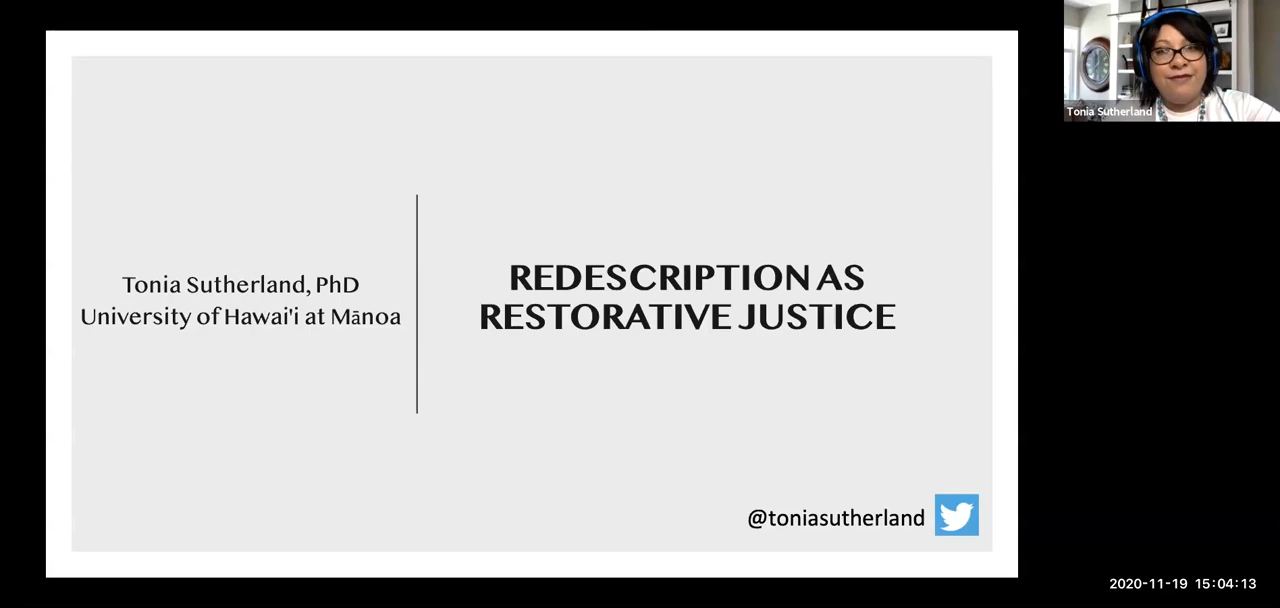 Tonia Sutherland
Tonia Sutherland, PhD
University of Hawai'i at Mānoa
REDESCRIPTION AS
RESTORATIVE JUSTICE
@toniasutherland
2020-11-19 15:04:13